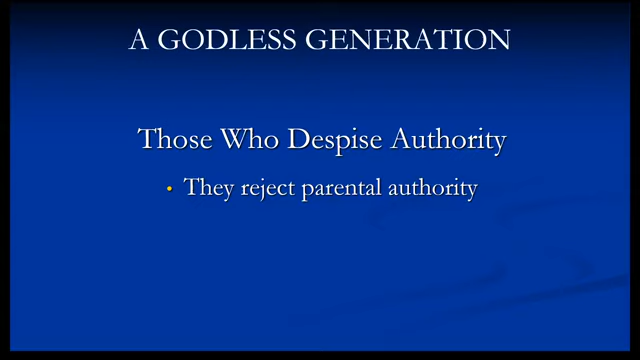 A GODLESS GENERATION
Those Who Despise Authority
• They reject parental authority